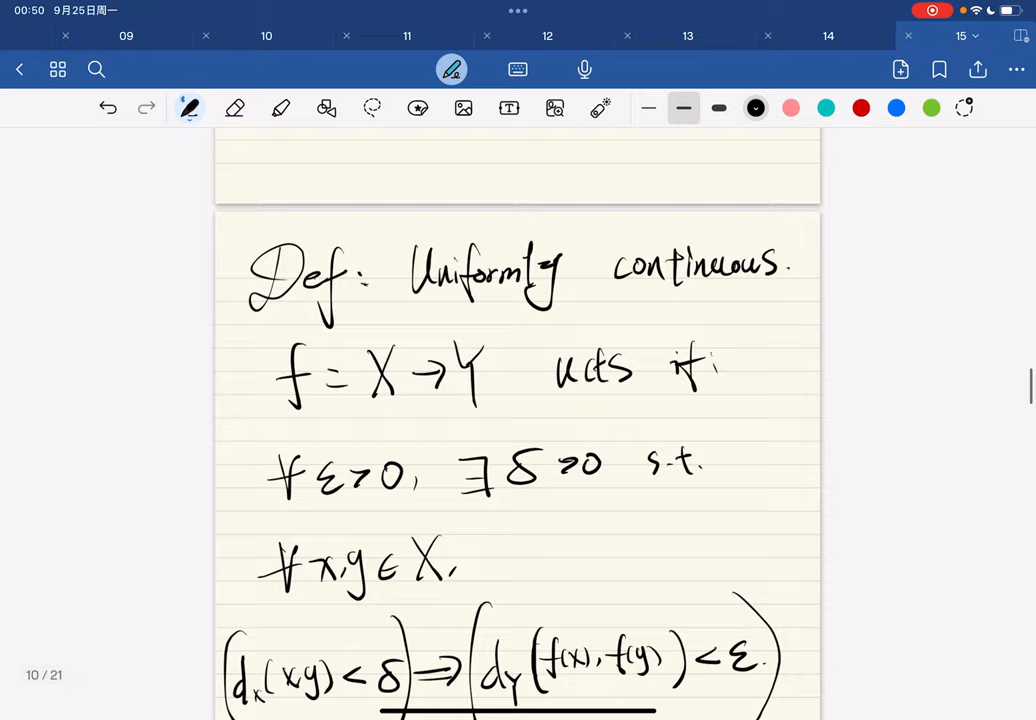 00:50 9月25日周一
09 10 11 12 13 14 15
Def: Uniformly continuous.
f = X → Y ucts if:
∀ ε > 0, ∃ δ > 0 s.t.
∀ x, y ∈ X,
(dₓ(x,y) < δ) ⟹ (d_Y(f(x), f(y)) < ε.)
10 / 21